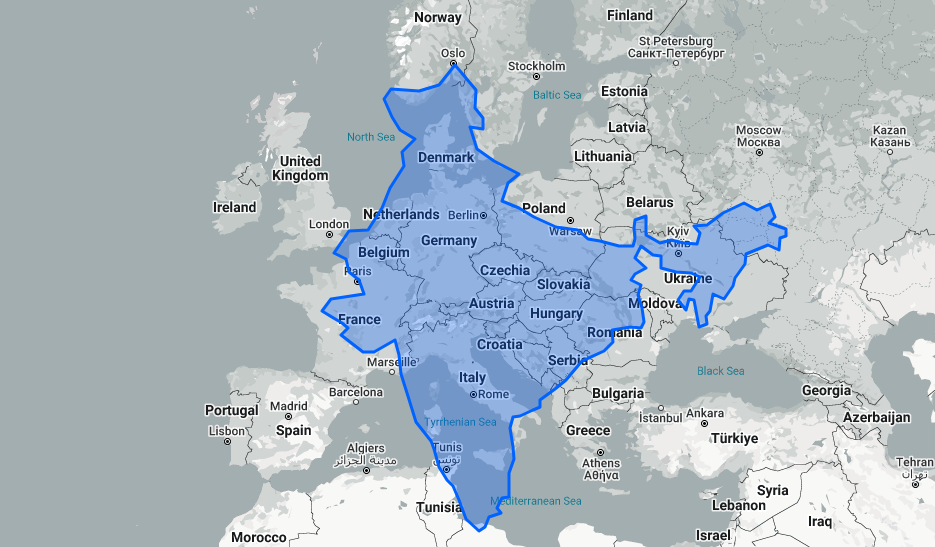 Norway
Finland
Oslo
St Petersburg
Санкт-Петербург
Stockholm
Baltic Sea
Estonia
North Sea
Latvia
Moscow
Москва
Kazan
Казань
Denmark
Lithuania
United
Kingdom
Ireland
Netherlands
Berlin
Poland
Belarus
London
Warsaw
Kyiv
Київ
Belgium
Germany
Paris
Czechia
Slovakia
Ukraine
Austria
Hungary
Moldova
France
Croatia
Romania
Marseille
Serbia
Italy
Black Sea
Rome
Barcelona
Bulgaria
Georgia
Portugal
Madrid
Spain
Lisbon
Tyrrhenian Sea
Greece
İstanbul
Ankara
Türkiye
Azerbaijan
Algiers
مدينة الجزائر
Tunis
تونس
Athens
Αθήνα
Tehran
تهران
Tunisia
Mediterranean Sea
Syria
Lebanon
Iraq
Israel
Morocco